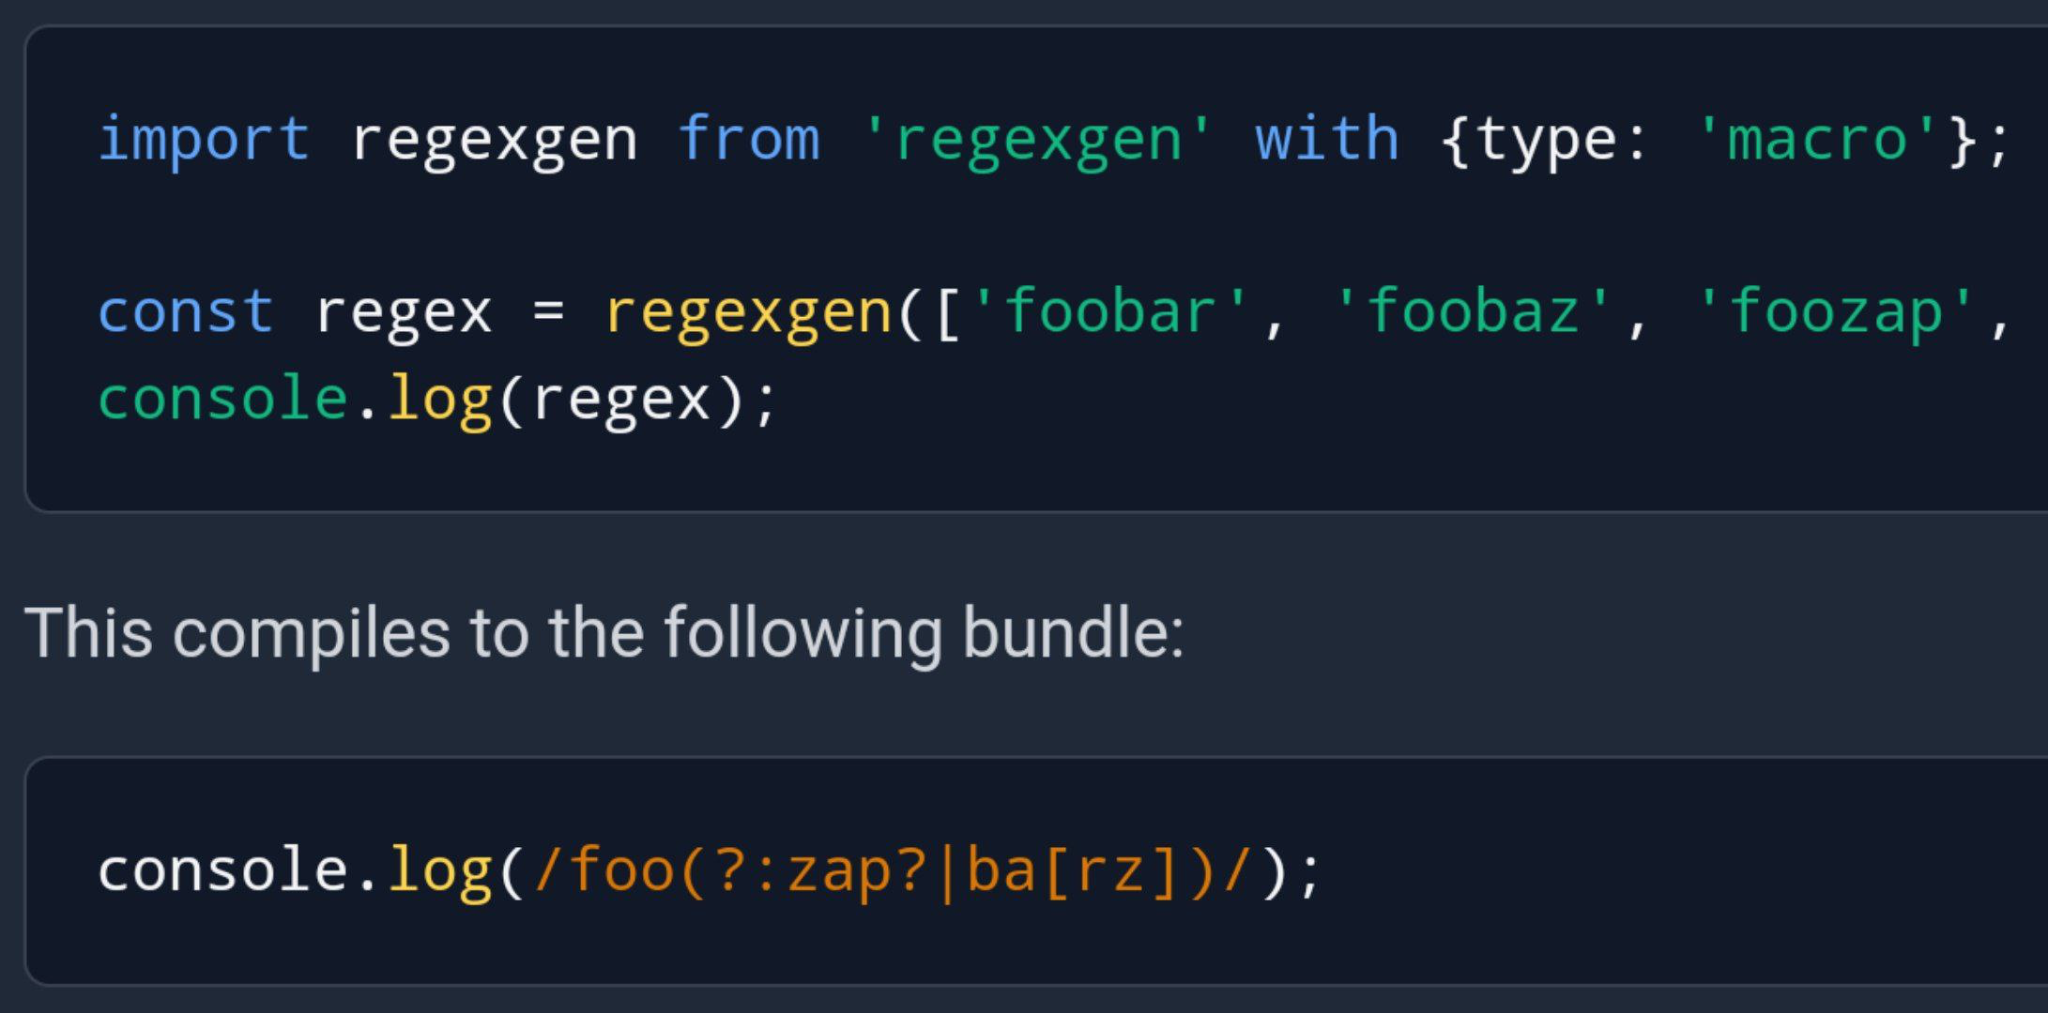 import regexgen from 'regexgen' with {type: 'macro'};
const regex = regexgen(['foobar', 'foobaz', 'foozap',
console.log(regex);
This compiles to the following bundle:
console.log(/foo(?:zap?|ba[rz])/);